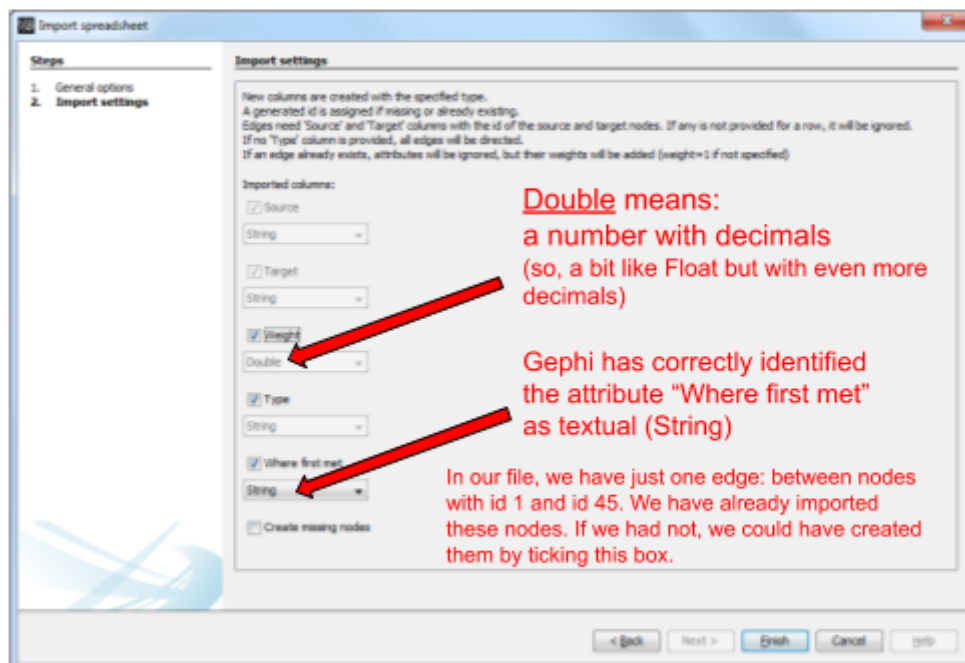 Import spreadsheet
Steps
1. General options
2. Import settings
Import settings
New columns are created with the specified type.
A generated id is assigned if missing or already existing.
Edges need 'Source' and 'Target' columns with the id of the source and target nodes. If any is not provided for a row, it will be ignored.
If no 'Type' column is provided, all edges will be directed.
If an edge already exists, attributes will be ignored, but their weights will be added (weight=1 if not specified)
Imported columns:
Source
String
Target
String
Weight
Double
Type
String
Where first met
String
Create missing nodes
Double means:
a number with decimals
(so, a bit like Float but with even more
decimals)
Gephi has correctly identified
the attribute “Where first met”
as textual (String)
In our file, we have just one edge: between nodes
with id 1 and id 45. We have already imported
these nodes. If we had not, we could have created
them by ticking this box.
< Back Next > Finish Cancel Help